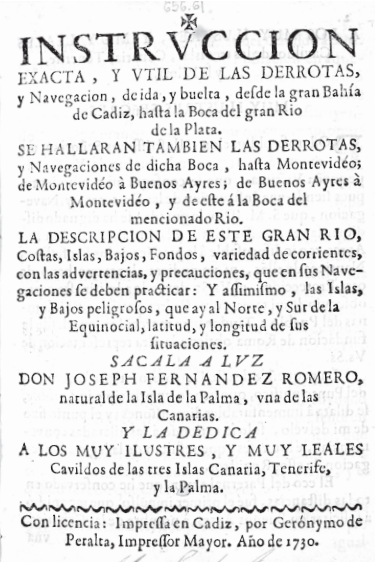 656.61
INSTRVCCION
EXACTA , Y VTIL DE LAS DERROTAS,
y Navegacion , de ida, y buelta , desde la gran Bahía
de Cadiz, hasta la Boca del gran Rio
de la Plata.
SE HALLARAN TAMBIEN LAS DERROTAS,
y Navegaciones de dicha Boca , hasta Montevidéo;
de Montevidéo à Buenos Ayres; de Buenos Ayres à
Montevidéo , y de este á la Boca del
mencionado Rio.
LA DESCRIPCION DE ESTE GRAN RIO,
Costas, Islas, Bajos, Fondos , variedad de corrientes,
con las advertencias, y precauciones, que en sus Nave-
gaciones se deben practicar: Y assimismo , las Islas,
y Bajos peligrosos, que ay al Norte , y Sur de la
Equinocial, latitud, y longitud de sus
situaciones.
SACALA A LVZ
DON JOSEPH FERNANDEZ ROMERO,
natural de la Isla de la Palma , vna de las
Canarias.
Y LA DEDICA
A LOS MUY ILUSTRES , Y MUY LEALES
Cavildos de las tres Islas Canaria, Tenerife,
y la Palma.
Con licencia: Impressa en Cadiz, por Gerónymo de
Peralta, Impressor Mayor. Año de 1730.